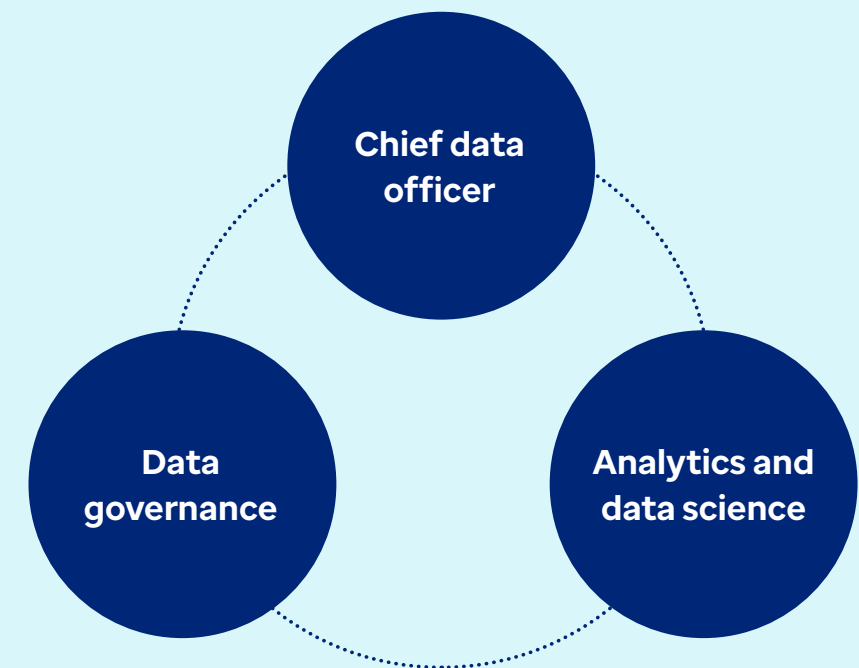 Chief data
officer
Data
governance
Analytics and
data science